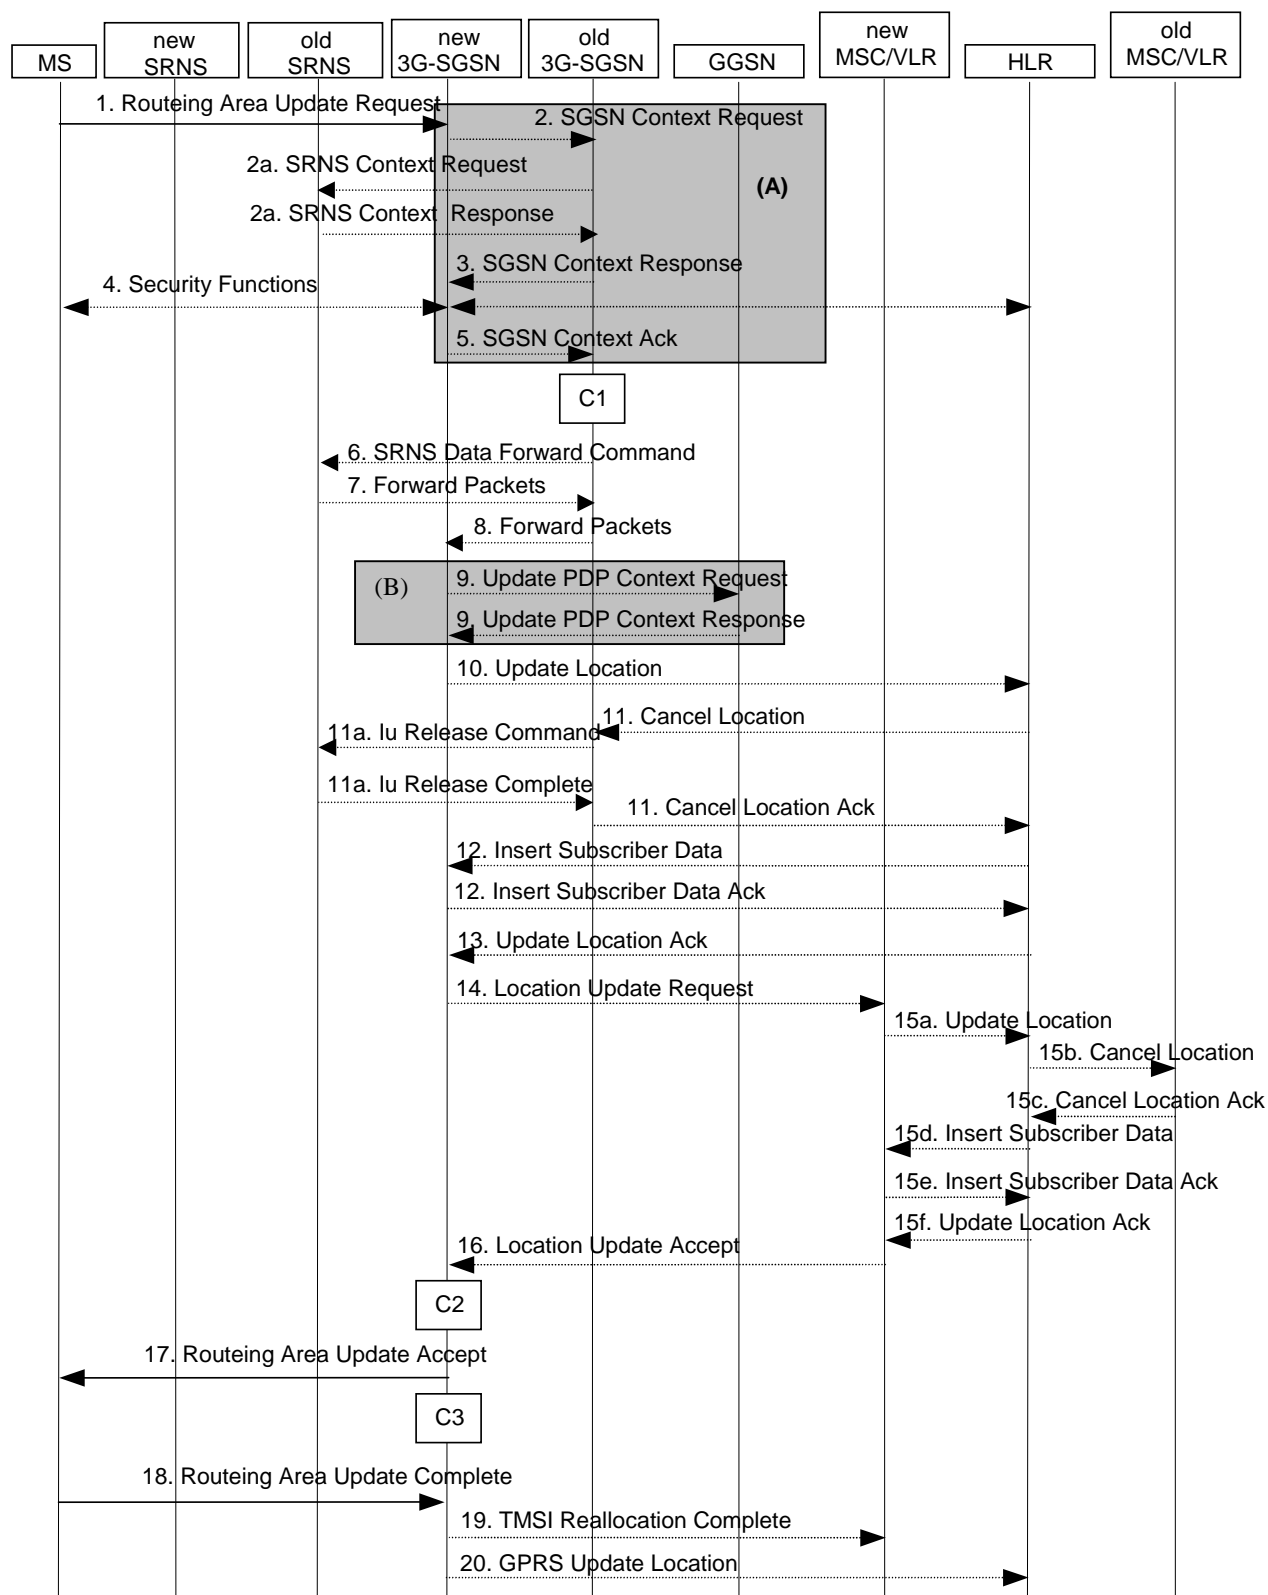 MS
new
SRNS
old
SRNS
new
3G-SGSN
old
3G-SGSN
GGSN
new
MSC/VLR
HLR
old
MSC/VLR
1. Routeing Area Update Request
2. SGSN Context Request
2a. SRNS Context Request
(A)
2a. SRNS Context Response
3. SGSN Context Response
4. Security Functions
5. SGSN Context Ack
C1
6. SRNS Data Forward Command
7. Forward Packets
8. Forward Packets
(B)
9. Update PDP Context Request
9. Update PDP Context Response
10. Update Location
11. Cancel Location
11a. Iu Release Command
11a. Iu Release Complete
11. Cancel Location Ack
12. Insert Subscriber Data
12. Insert Subscriber Data Ack
13. Update Location Ack
14. Location Update Request
15a. Update Location
15b. Cancel Location
15c. Cancel Location Ack
15d. Insert Subscriber Data
15e. Insert Subscriber Data Ack
15f. Update Location Ack
16. Location Update Accept
C2
17. Routeing Area Update Accept
C3
18. Routeing Area Update Complete
19. TMSI Reallocation Complete
20. GPRS Update Location